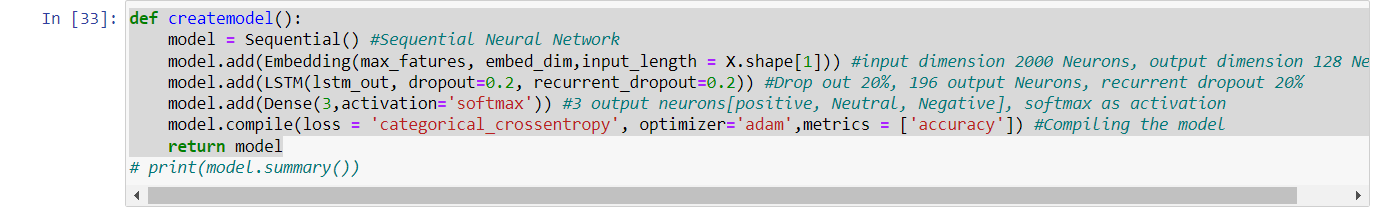 In [33]: def createmodel():
model = Sequential() #Sequential Neural Network
model.add(Embedding(max_fatures, embed_dim,input_length = X.shape[1])) #input dimension 2000 Neurons, output dimension 128 Ne
model.add(LSTM(lstm_out, dropout=0.2, recurrent_dropout=0.2)) #Drop out 20%, 196 output Neurons, recurrent dropout 20%
model.add(Dense(3,activation='softmax')) #3 output neurons[positive, Neutral, Negative], softmax as activation
model.compile(loss = 'categorical_crossentropy', optimizer='adam',metrics = ['accuracy']) #Compiling the model
return model
# print(model.summary())